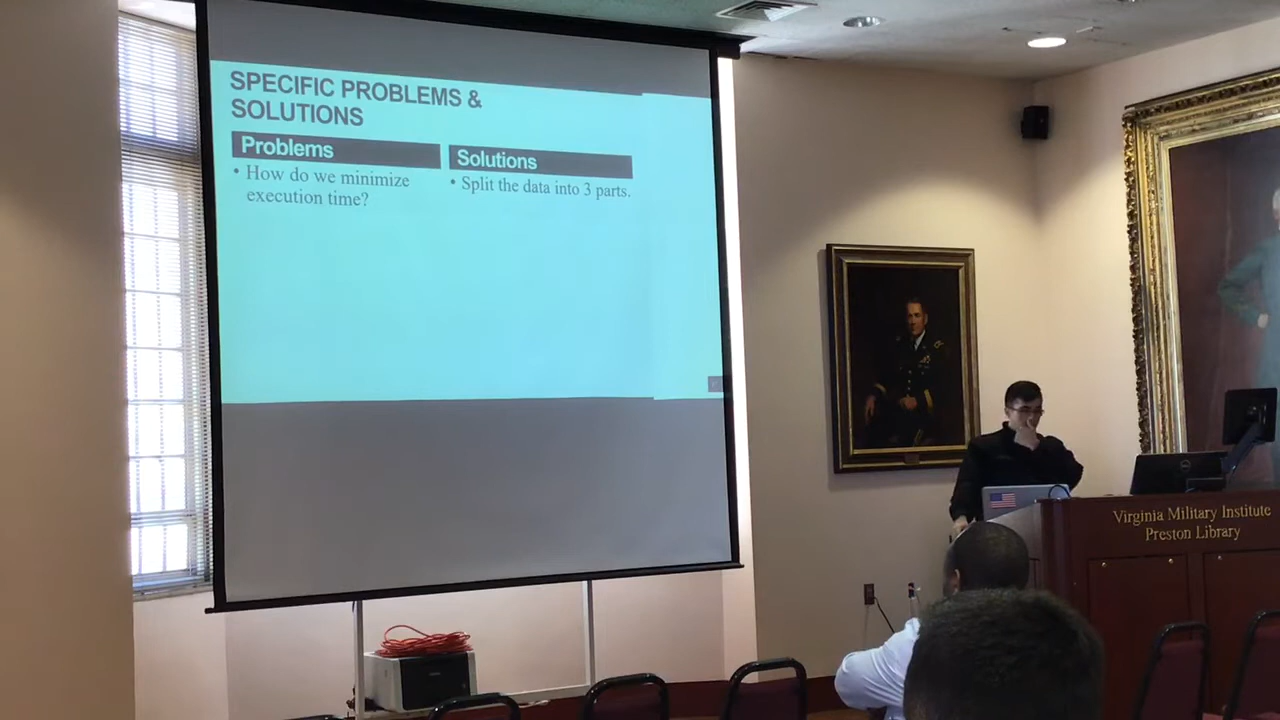 SPECIFIC PROBLEMS &
SOLUTIONS
Problems
• How do we minimize
execution time?
Solutions
• Split the data into 3 parts.
Virginia Military Institute
Preston Library